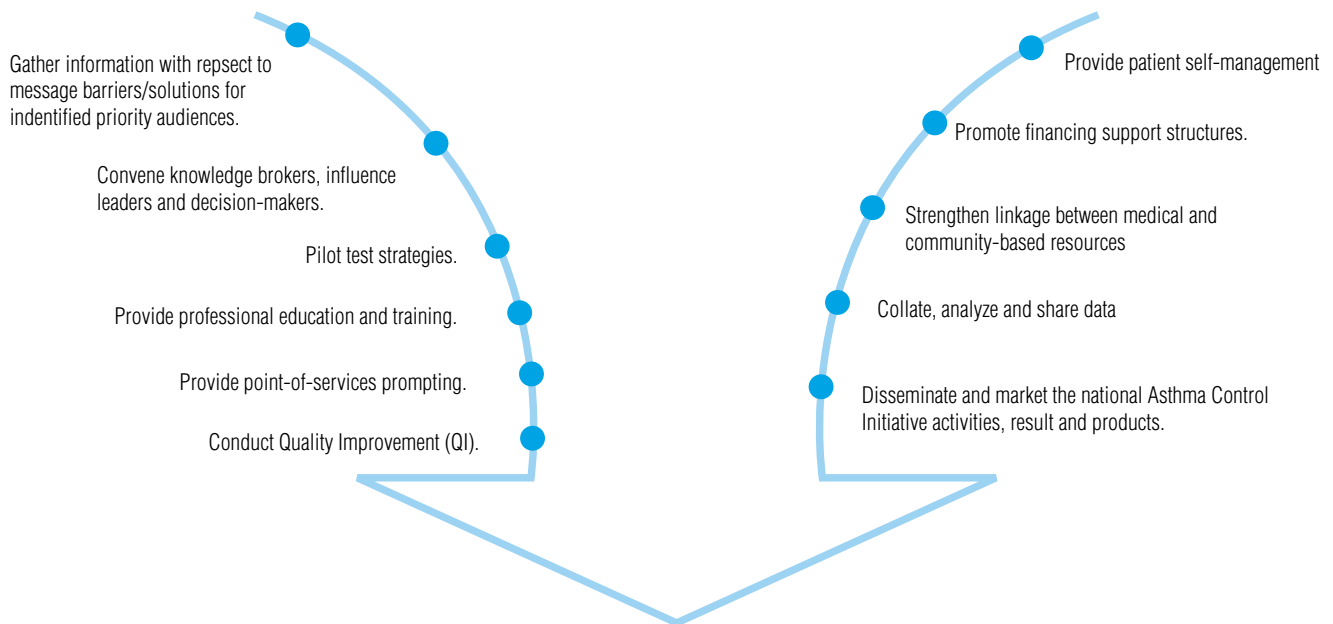 Gather information with repsect to
message barriers/solutions for
indentified priority audiences.
Convene knowledge brokers, influence
leaders and decision-makers.
Pilot test strategies.
Provide professional education and training.
Provide point-of-services prompting.
Conduct Quality Improvement (QI).
Provide patient self-management
Promote financing support structures.
Strengthen linkage between medical and
community-based resources
Collate, analyze and share data
Disseminate and market the national Asthma Control
Initiative activities, result and products.